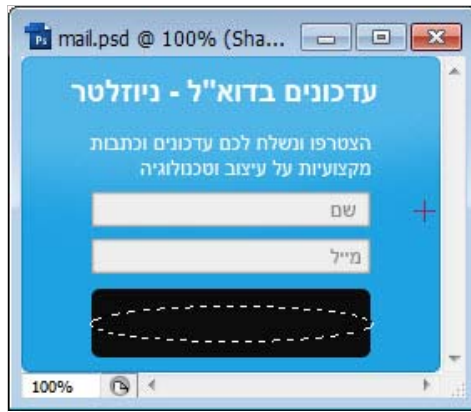 mail.psd @ 100% (Sha...
עדכונים בדוא"ל - ניוזלטר
הצטרפו ונשלח לכם עדכונים וכתבות
מקצועיות על עיצוב וטכנולוגיה
שם
מייל
100%